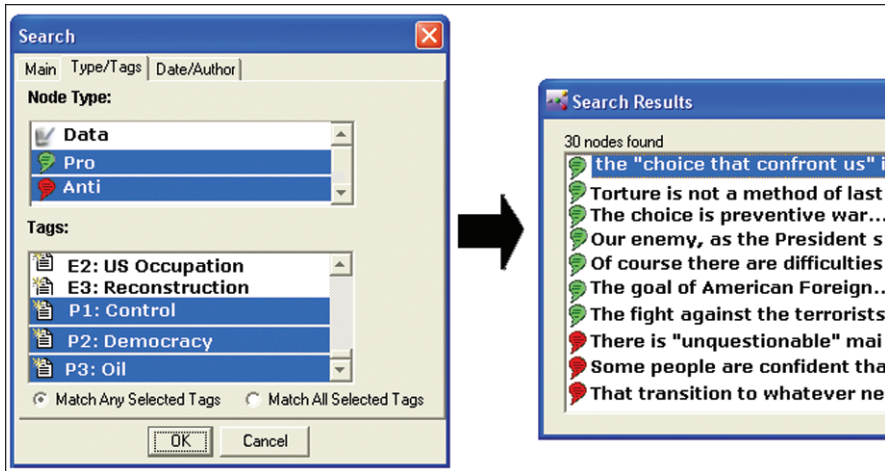 Search
Main Type/Tags Date/Author
Node Type:
Data
Pro
Anti
Tags:
E2: US Occupation
E3: Reconstruction
P1: Control
P2: Democracy
P3: Oil
Match Any Selected Tags Match All Selected Tags
OK Cancel
Search Results
30 nodes found
the "choice that confront us" i
Torture is not a method of last
The choice is preventive war...
Our enemy, as the President s
Of course there are difficulties
The goal of American Foreign..
The fight against the terrorists
There is "unquestionable" mai
Some people are confident tha
That transition to whatever ne